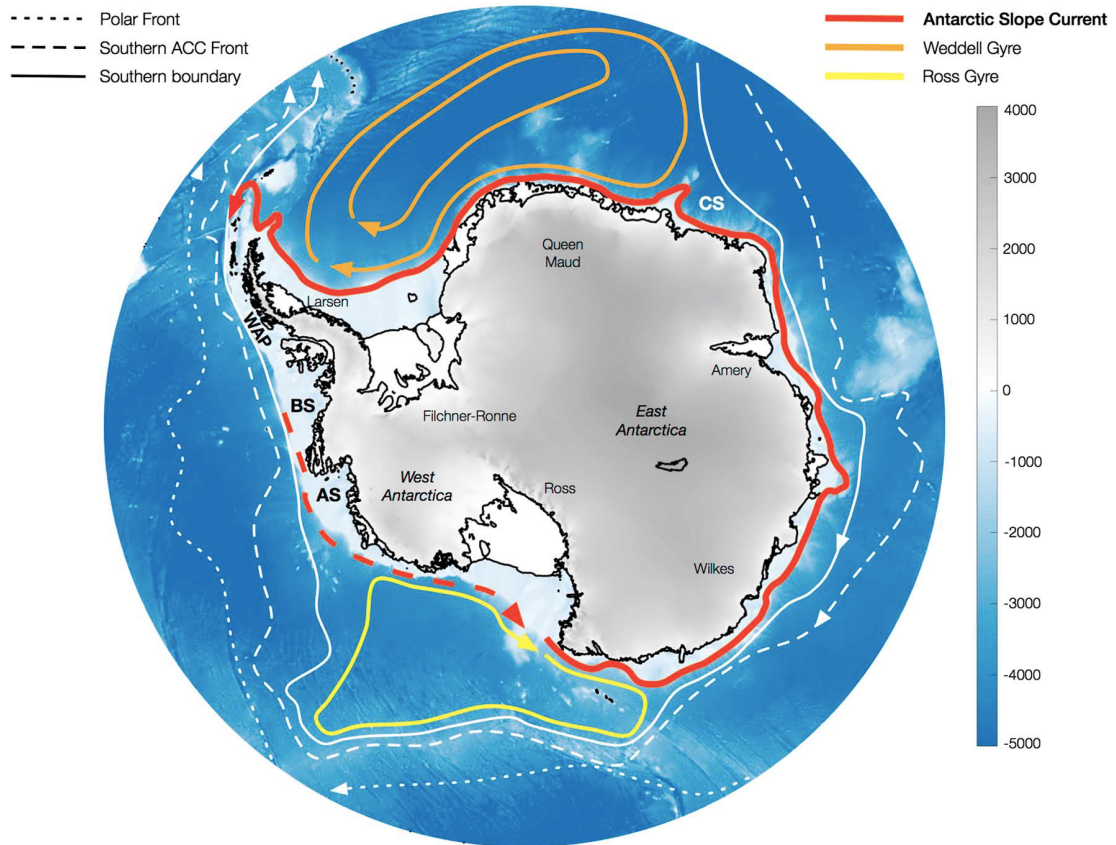 Polar Front
Southern ACC Front
Southern boundary
Antarctic Slope Current
Weddell Gyre
Ross Gyre
4000
3000
2000
1000
0
-1000
-2000
-3000
-4000
-5000
CS
Queen
Maud
Larsen
WAP
Amery
BS
Filchner-Ronne
East
Antarctica
AS
West
Antarctica
Ross
Wilkes